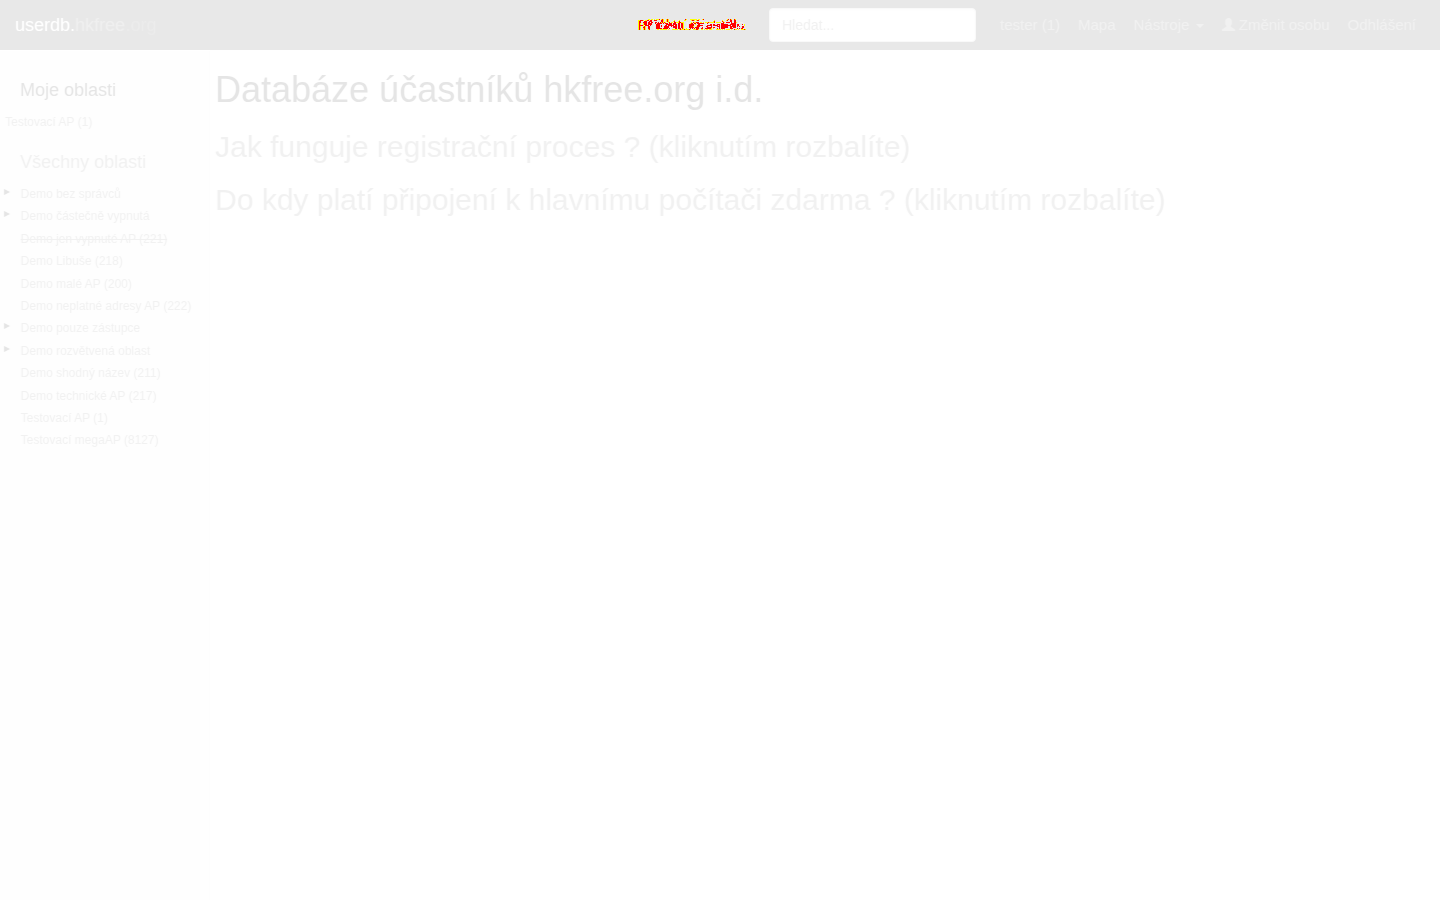 userdb.hkfree.org
Hledat...
tester (1)
Mapa
Nástroje
Změnit osobu
Odhlášení
Moje oblasti
Testovací AP (1)
Všechny oblasti
Demo bez správců
Demo částečně vypnutá
Demo jen vypnuté AP (221)
Demo Libuše (218)
Demo malé AP (200)
Demo neplatné adresy AP (222)
Demo pouze zástupce
Demo rozvětvená oblast
Demo shodný název (211)
Demo technické AP (217)
Testovací AP (1)
Testovací megaAP (8127)
Databáze účastníků hkfree.org i.d.
Jak funguje registrační proces ? (kliknutím rozbalíte)
Do kdy platí připojení k hlavnímu počítači zdarma ? (kliknutím rozbalíte)